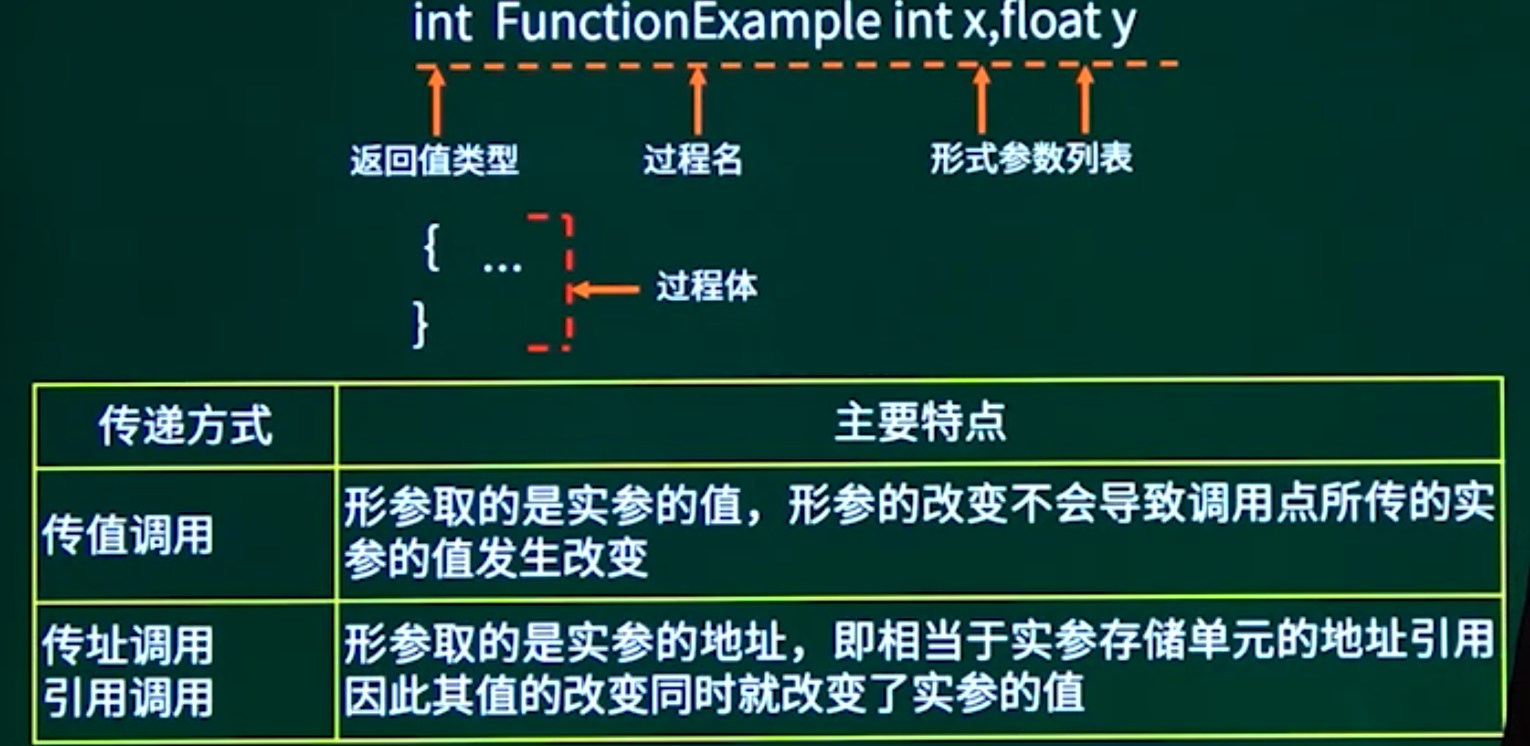 int FunctionExample int x,float y
返回值类型 过程名 形式参数列表
{ ...
过程体
}
传递方式 主要特点
传值调用 形参取的是实参的值，形参的改变不会导致调用点所传的实
参的值发生改变
传址调用 形参取的是实参的地址，即相当于实参存储单元的地址引用
引用调用 因此其值的改变同时就改变了实参的值